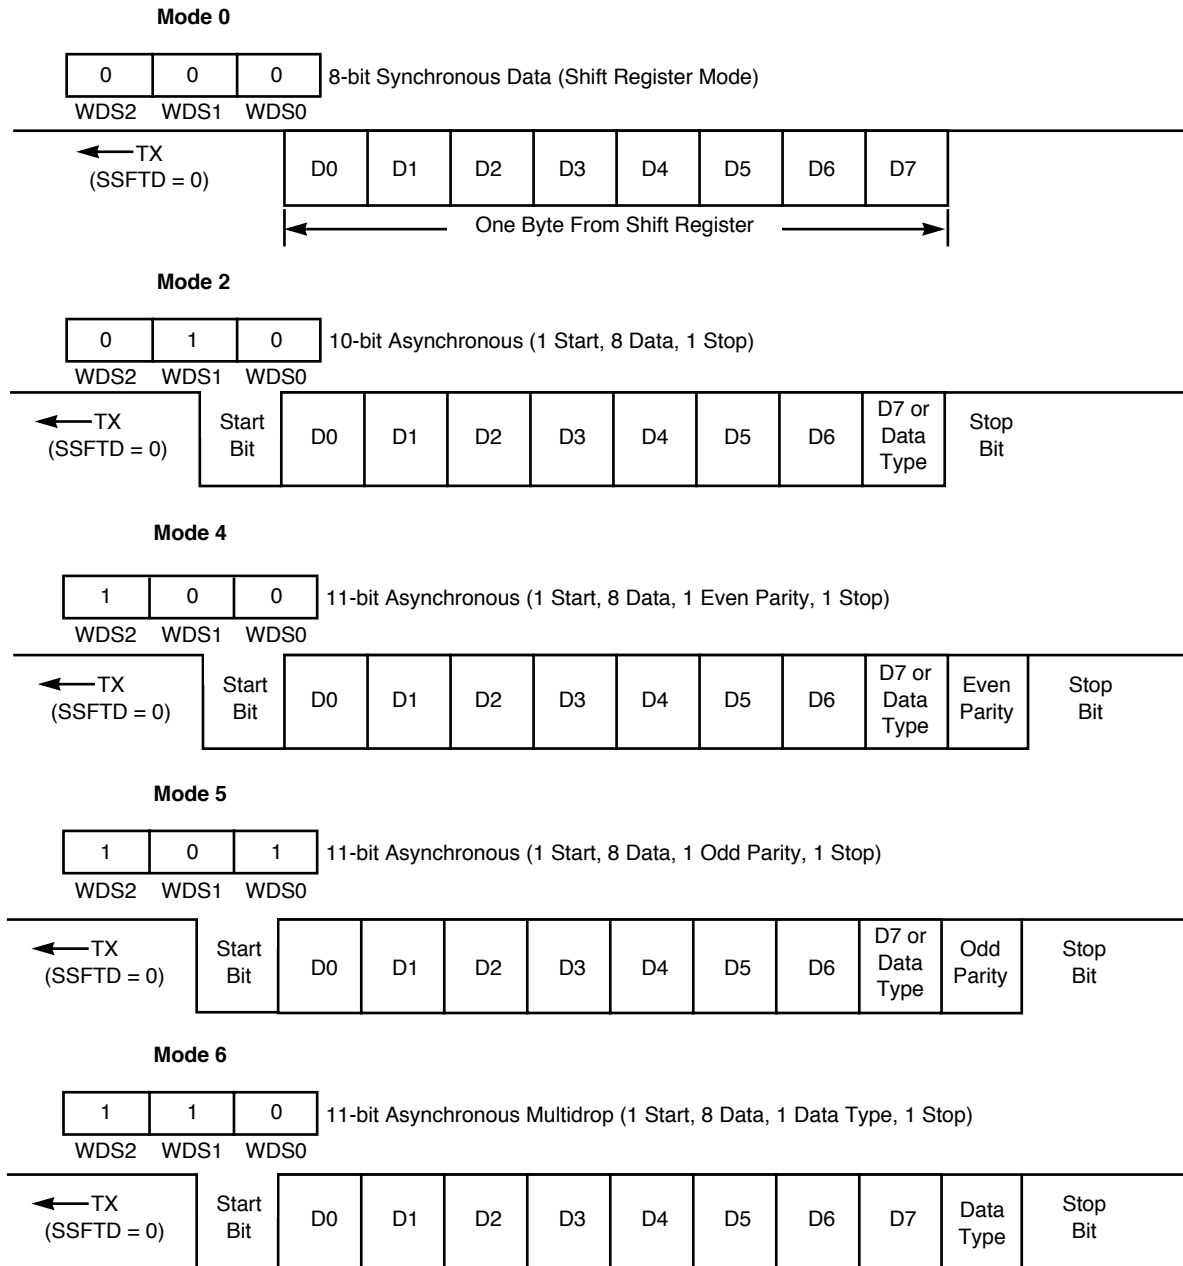 Mode 0
0 0 0 8-bit Synchronous Data (Shift Register Mode)
WDS2 WDS1 WDS0
TX
(SSFTD = 0)
D0 D1 D2 D3 D4 D5 D6 D7
One Byte From Shift Register
Mode 2
0 1 0 10-bit Asynchronous (1 Start, 8 Data, 1 Stop)
WDS2 WDS1 WDS0
TX
(SSFTD = 0)
Start
Bit
D0 D1 D2 D3 D4 D5 D6
D7 or
Data
Type
Stop
Bit
Mode 4
1 0 0 11-bit Asynchronous (1 Start, 8 Data, 1 Even Parity, 1 Stop)
WDS2 WDS1 WDS0
TX
(SSFTD = 0)
Start
Bit
D0 D1 D2 D3 D4 D5 D6
D7 or
Data
Type
Even
Parity
Stop
Bit
Mode 5
1 0 1 11-bit Asynchronous (1 Start, 8 Data, 1 Odd Parity, 1 Stop)
WDS2 WDS1 WDS0
TX
(SSFTD = 0)
Start
Bit
D0 D1 D2 D3 D4 D5 D6
D7 or
Data
Type
Odd
Parity
Stop
Bit
Mode 6
1 1 0 11-bit Asynchronous Multidrop (1 Start, 8 Data, 1 Data Type, 1 Stop)
WDS2 WDS1 WDS0
TX
(SSFTD = 0)
Start
Bit
D0 D1 D2 D3 D4 D5 D6 D7
Data
Type
Stop
Bit